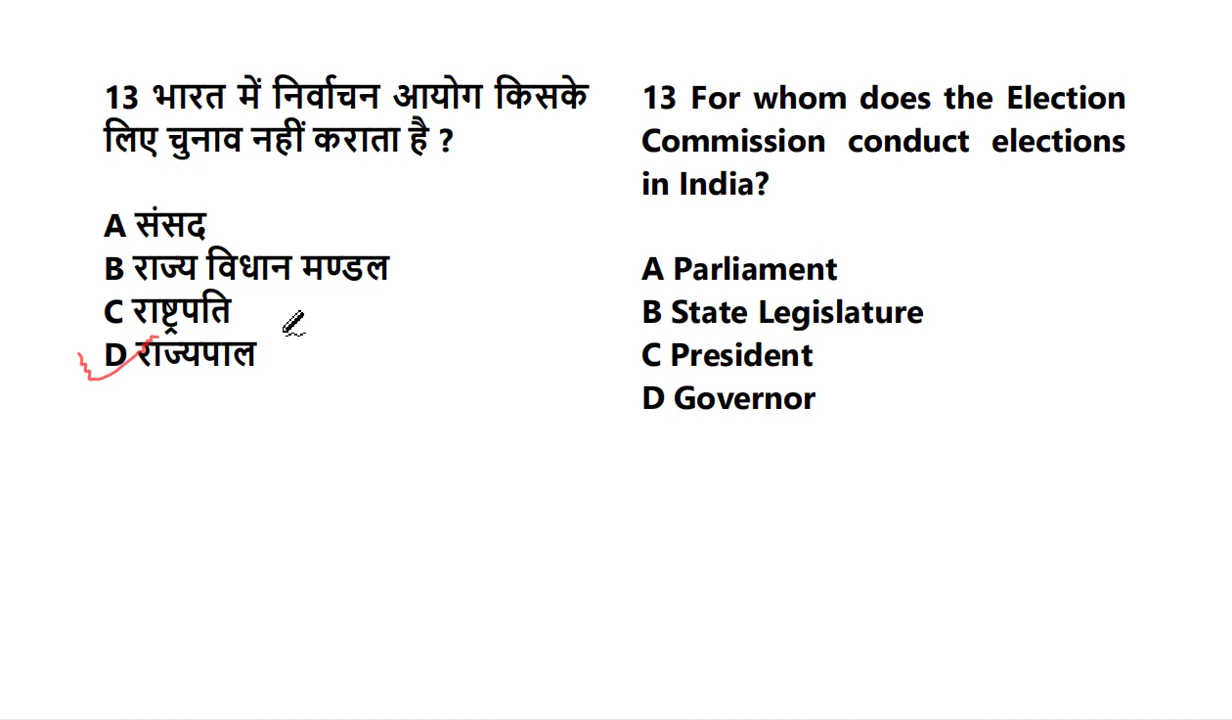 13 भारत में निर्वाचन आयोग किसके
लिए चुनाव नहीं कराता है ?
A संसद
B राज्य विधान मण्डल
C राष्ट्रपति
D राज्यपाल
13 For whom does the Election
Commission conduct elections
in India?
A Parliament
B State Legislature
C President
D Governor